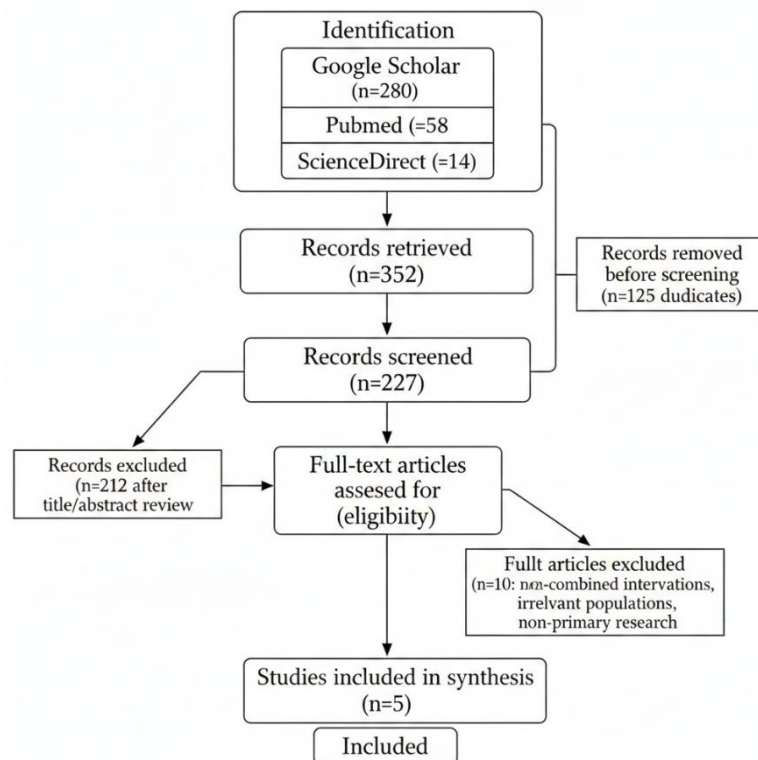 Identification
Google Scholar
(n=280)
Pubmed (=58
ScienceDirect (=14)
Records retrieved
(n=352)
Records removed
before screening
(n=125 dudicates)
Records screened
(n=227)
Records excluded
(n=212 after
title/abstract review
Full-text articles
assesed for
(eligibiity)
Fullt articles excluded
(n=10: non-combined intervations,
irrelvant populations,
non-primary research
Studies included in synthesis
(n=5)
Included